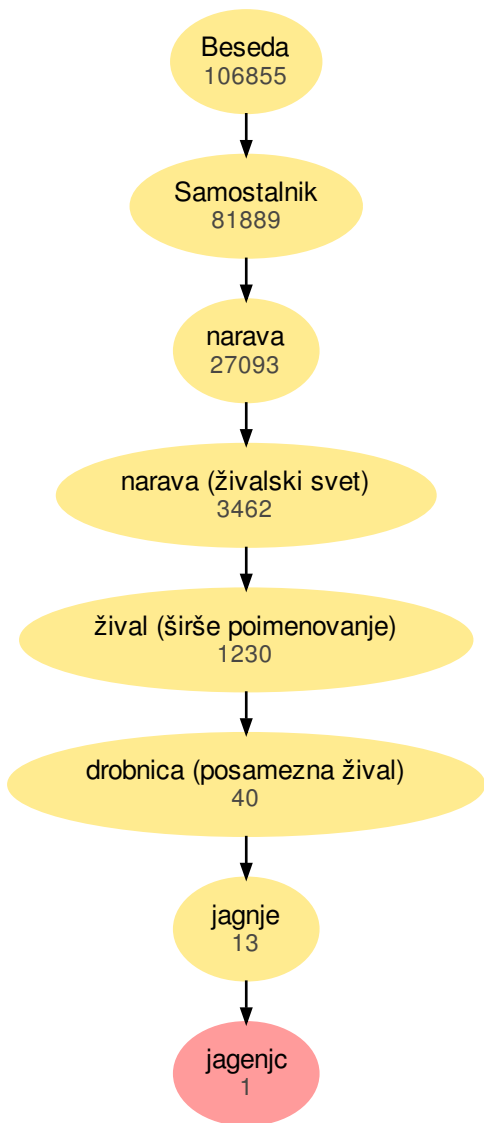 Beseda
106855
Samostalnik
81889
narava
27093
narava (živalski svet)
3462
žival (širše poimenovanje)
1230
drobnica (posamezna žival)
40
jagnje
13
jagenjc
1